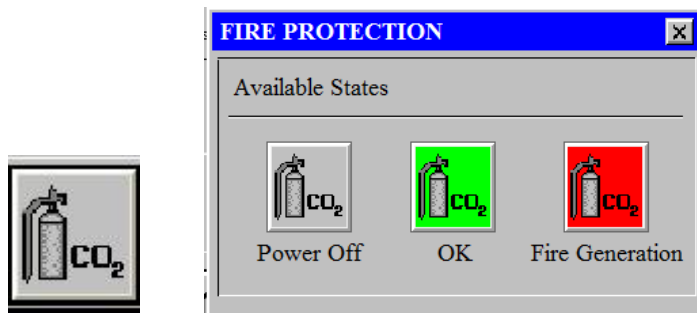 FIRE PROTECTION
Available States
CO2
CO2
CO2
CO2
Power Off
OK
Fire Generation